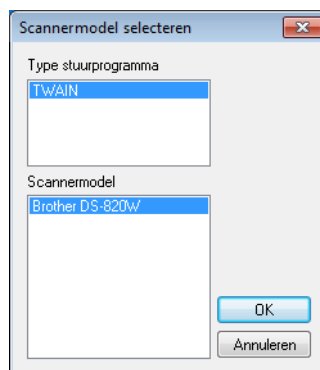 Scannermodel selecteren
Type stuurprogramma
TWAIN
Scannermodel
Brother DS-820W
OK
Annuleren